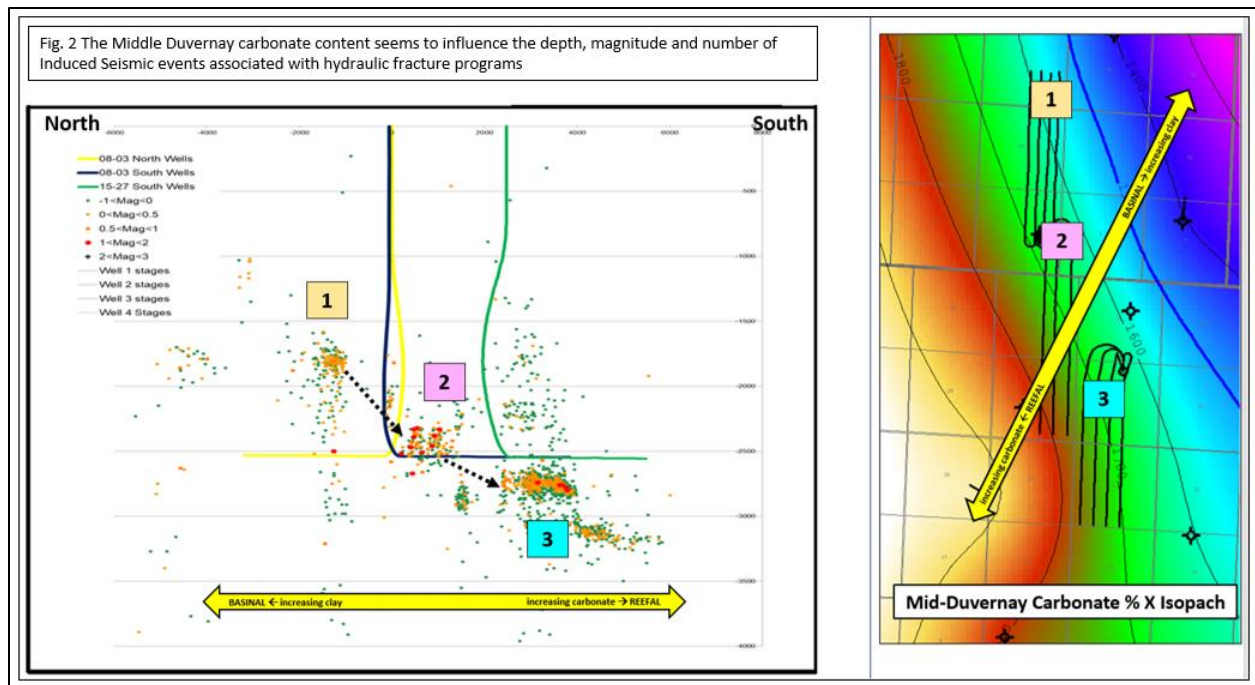 Fig. 2 The Middle Duvernay carbonate content seems to influence the depth, magnitude and number of
Induced Seismic events associated with hydraulic fracture programs
North
South
-6000 -4000 -2000 2000 4000 6000
08-03 North Wells
08-03 South Wells
15-27 South Wells
-1<Mag<0
0<Mag<0.5
0.5<Mag<1
1<Mag<2
2<Mag<3
Well 1 stages
Well 2 stages
Well 3 stages
Well 4 Stages
-500
-1000
-1500
-2000
-2500
-3000
-3500
-4000
1
2
3
BASINAL ← increasing clay
increasing carbonate → REEFAL
1800
1400
1600
1700
1
2
3
BASINAL → increasing clay
increasing carbonate ← REEFAL
Mid-Duvernay Carbonate % X Isopach